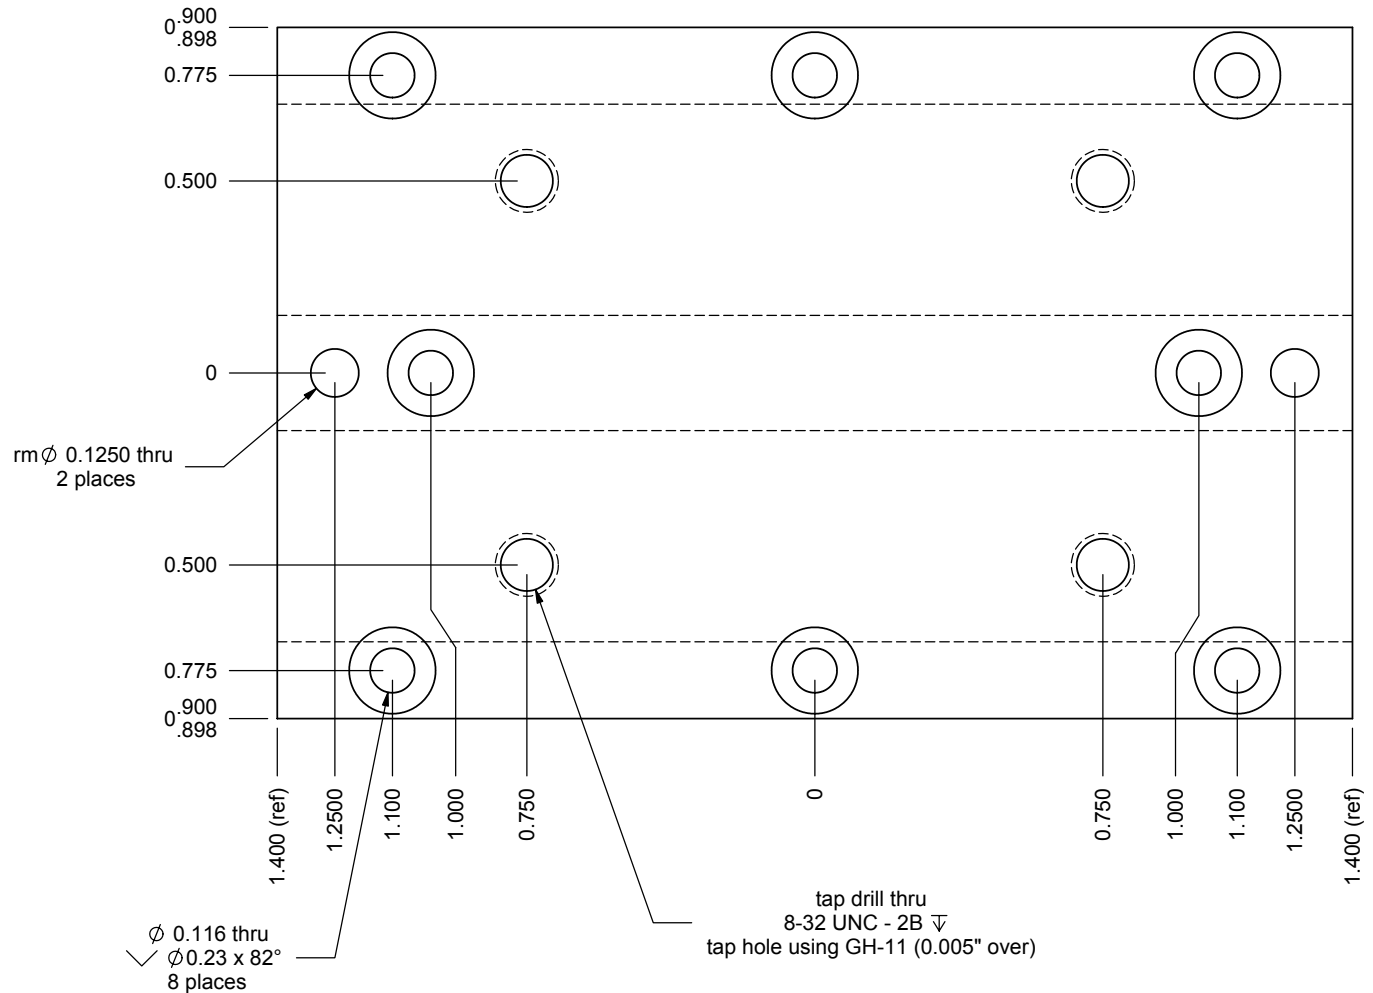 0.900
.898
0.775
0.500
0
rm⌀ 0.1250 thru
2 places
0.500
0.775
0.900
.898
1.400 (ref)
1.2500
1.100
1.000
0.750
0
0.750
1.000
1.100
1.2500
1.400 (ref)
tap drill thru
8-32 UNC - 2B ↧
tap hole using GH-11 (0.005" over)
⌀ 0.116 thru
⌵ ⌀0.23 x 82°
8 places